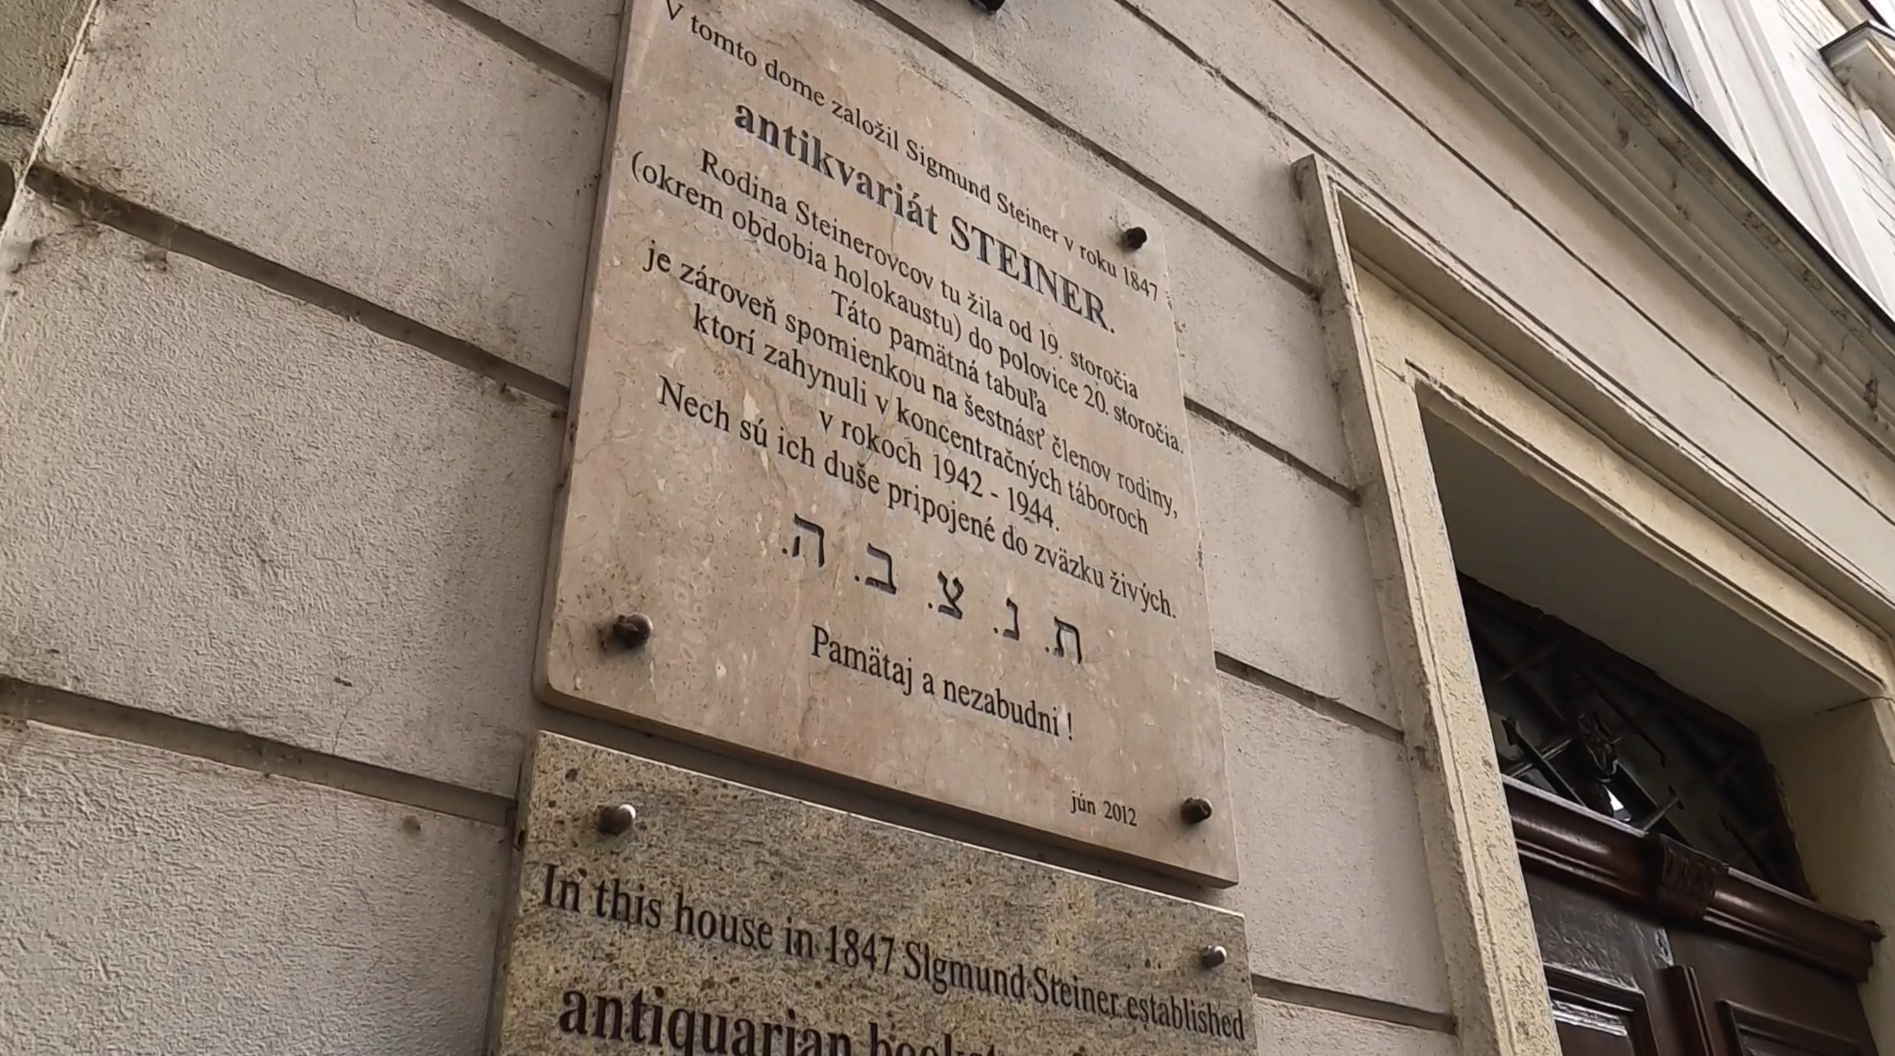 V tomto dome založil Sigmund Steiner v roku 1847
antikvariát STEINER.
Rodina Steinerovcov tu žila od 19. storočia
(okrem obdobia holokaustu) do polovice 20. storočia.
Táto pamätná tabuľa
je zároveň spomienkou na šestnásť členov rodiny,
ktorí zahynuli v koncentračných táboroch
v rokoch 1942 - 1944.
Nech sú ich duše pripojené do zväzku živých.
ת. נ. צ. ב. ה.
Pamätaj a nezabudni !
jún 2012
In this house in 1847 SIgmund Steiner established
antiquarian